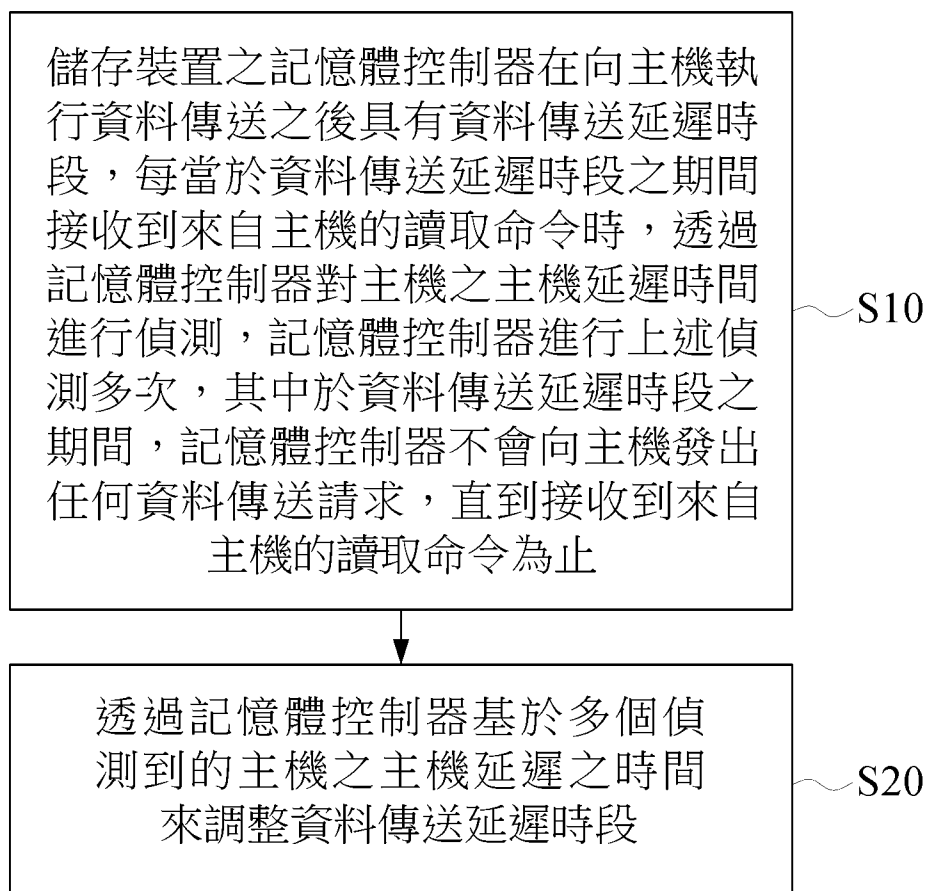 儲存裝置之記憶體控制器在向主機執
行資料傳送之後具有資料傳送延遲時
段，每當於資料傳送延遲時段之期間
接收到來自主機的讀取命令時，透過
記憶體控制器對主機之主機延遲時間
進行偵測，記憶體控制器進行上述偵
測多次，其中於資料傳送延遲時段之
期間，記憶體控制器不會向主機發出
任何資料傳送請求，直到接收到來自
主機的讀取命令為止
S10
透過記憶體控制器基於多個偵
測到的主機之主機延遲之時間
來調整資料傳送延遲時段
S20